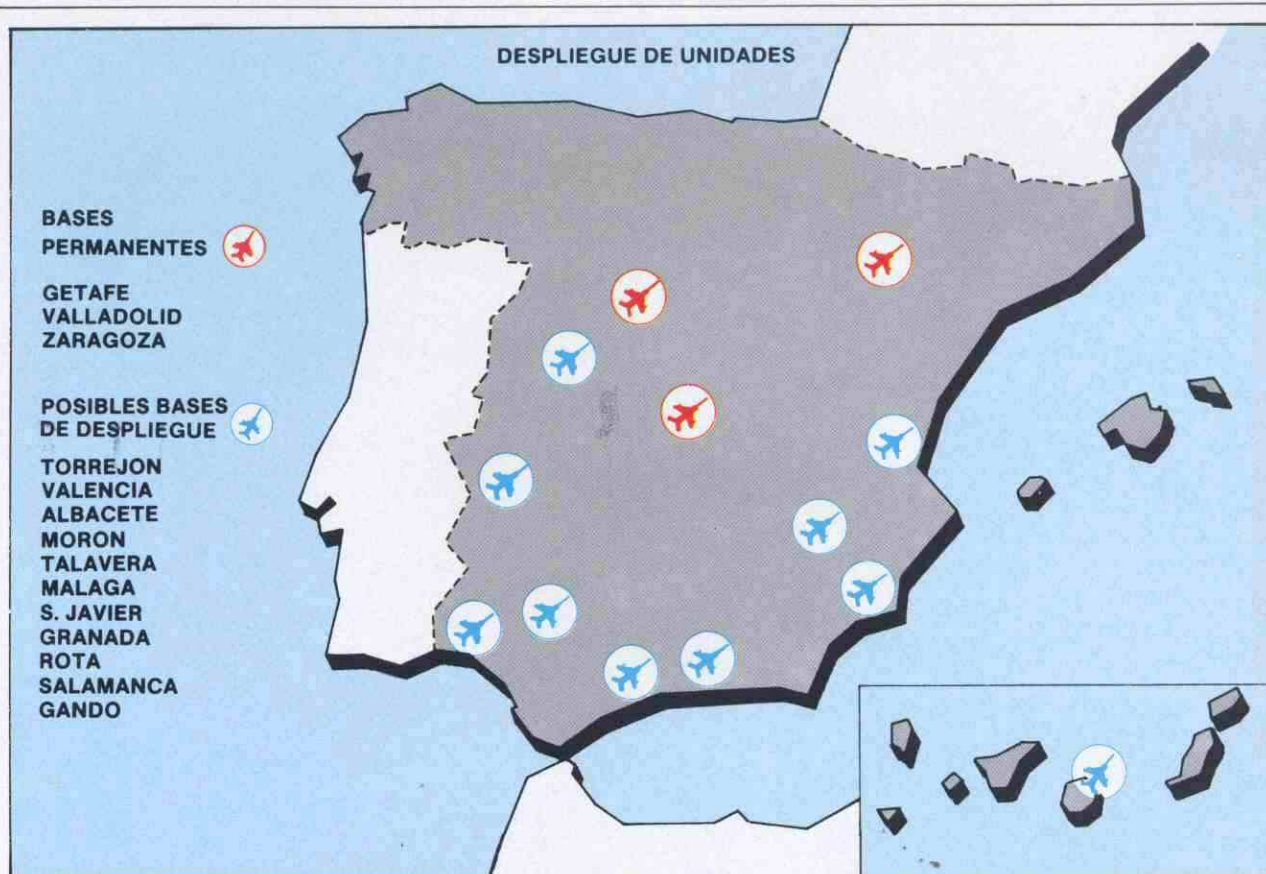 DESPLIEGUE DE UNIDADES
BASES
PERMANENTES
GETAFE
VALLADOLID
ZARAGOZA
POSIBLES BASES
DE DESPLIEGUE
TORREJON
VALENCIA
ALBACETE
MORON
TALAVERA
MALAGA
S. JAVIER
GRANADA
ROTA
SALAMANCA
GANDO